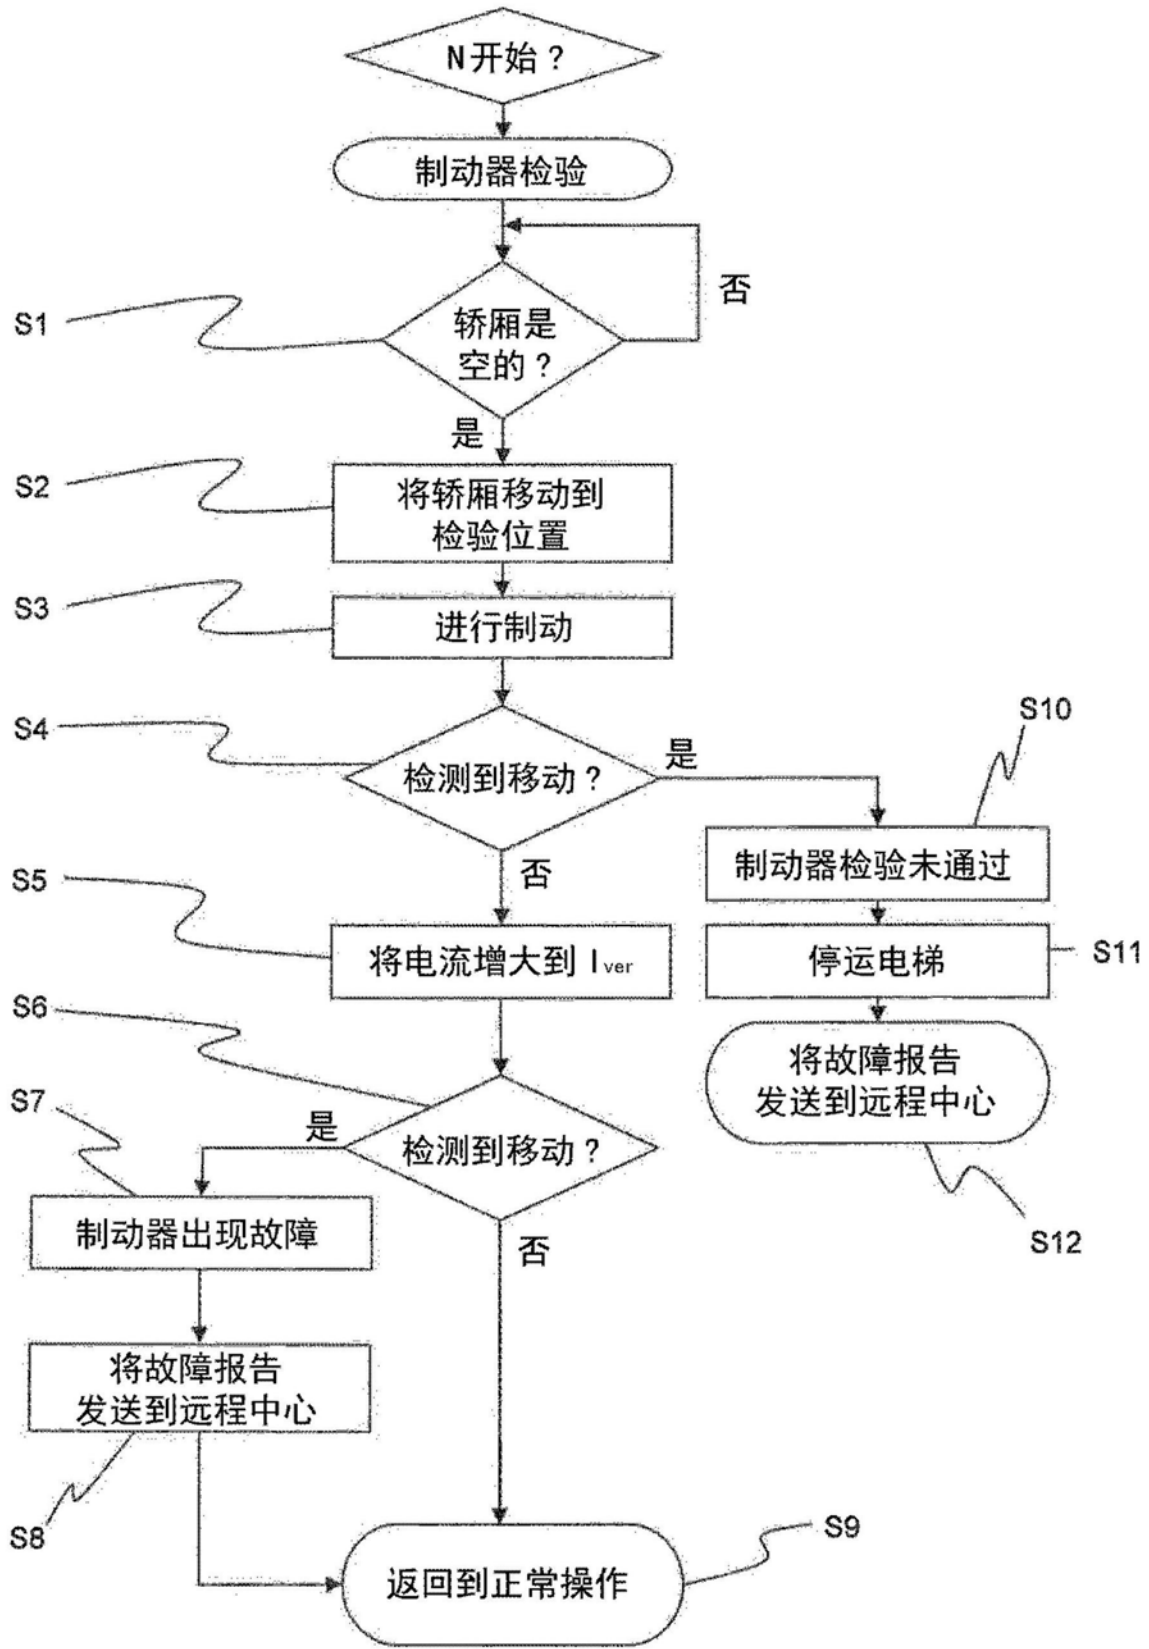 N开始？
制动器检验
否
S1
轿厢是
空的？
是
S2
将轿厢移动到
检验位置
S3
进行制动
S4
检测到移动？
是
S10
制动器检验未通过
否
S5
将电流增大到 Iver
停运电梯
S11
S6
将故障报告
发送到远程中心
S12
S7
是
检测到移动？
制动器出现故障
否
将故障报告
发送到远程中心
S8
S9
返回到正常操作